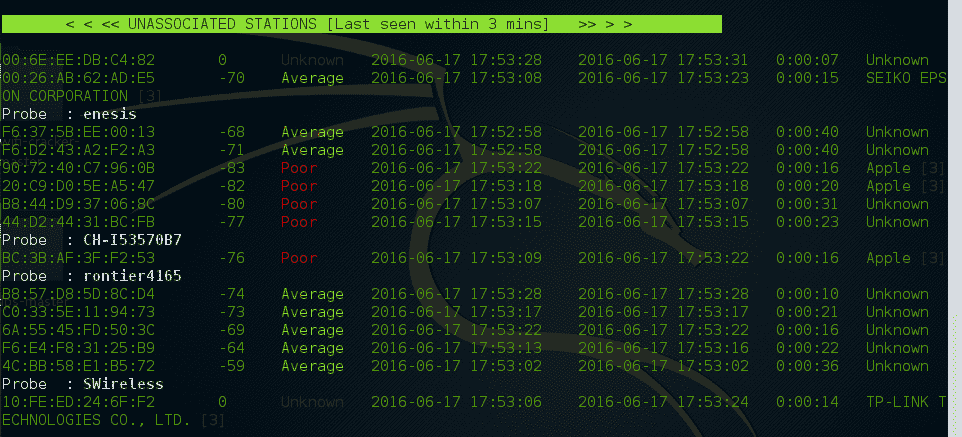 < < << UNASSOCIATED STATIONS [Last seen within 3 mins] >> > >
00:6E:EE:DB:C4:82 0 Unknown 2016-06-17 17:53:28 2016-06-17 17:53:31 0:00:07 Unknown
00:26:AB:62:AD:E5 -70 Average 2016-06-17 17:53:08 2016-06-17 17:53:23 0:00:15 SEIKO EPS
ON CORPORATION [3]
Probe : enesis
F6:37:5B:EE:00:13 -68 Average 2016-06-17 17:52:58 2016-06-17 17:52:58 0:00:40 Unknown
F6:D2:43:A2:F2:A3 -71 Average 2016-06-17 17:52:58 2016-06-17 17:52:58 0:00:40 Unknown
90:72:40:C7:96:0B -83 Poor 2016-06-17 17:53:22 2016-06-17 17:53:22 0:00:16 Apple [3]
20:C9:D0:5E:A5:47 -82 Poor 2016-06-17 17:53:18 2016-06-17 17:53:18 0:00:20 Apple [3]
B8:44:D9:37:06:8C -80 Poor 2016-06-17 17:53:07 2016-06-17 17:53:07 0:00:31 Unknown
44:D2:44:31:BC:FB -77 Poor 2016-06-17 17:53:15 2016-06-17 17:53:15 0:00:23 Unknown
Probe : CH-I53570B7
BC:3B:AF:3F:F2:53 -76 Poor 2016-06-17 17:53:09 2016-06-17 17:53:22 0:00:16 Apple [3]
Probe : rontier4165
B8:57:D8:5D:8C:D4 -74 Average 2016-06-17 17:53:28 2016-06-17 17:53:28 0:00:10 Unknown
C0:33:5E:11:94:73 -73 Average 2016-06-17 17:53:17 2016-06-17 17:53:17 0:00:21 Unknown
6A:55:45:FD:50:3C -69 Average 2016-06-17 17:53:22 2016-06-17 17:53:22 0:00:16 Unknown
F6:E4:F8:31:25:B9 -64 Average 2016-06-17 17:53:13 2016-06-17 17:53:16 0:00:22 Unknown
4C:BB:58:E1:B5:72 -59 Average 2016-06-17 17:53:02 2016-06-17 17:53:02 0:00:36 Unknown
Probe : SWireless
10:FE:ED:24:6F:F2 0 Unknown 2016-06-17 17:53:06 2016-06-17 17:53:24 0:00:14 TP-LINK T
ECHNOLOGIES CO., LTD. [3]